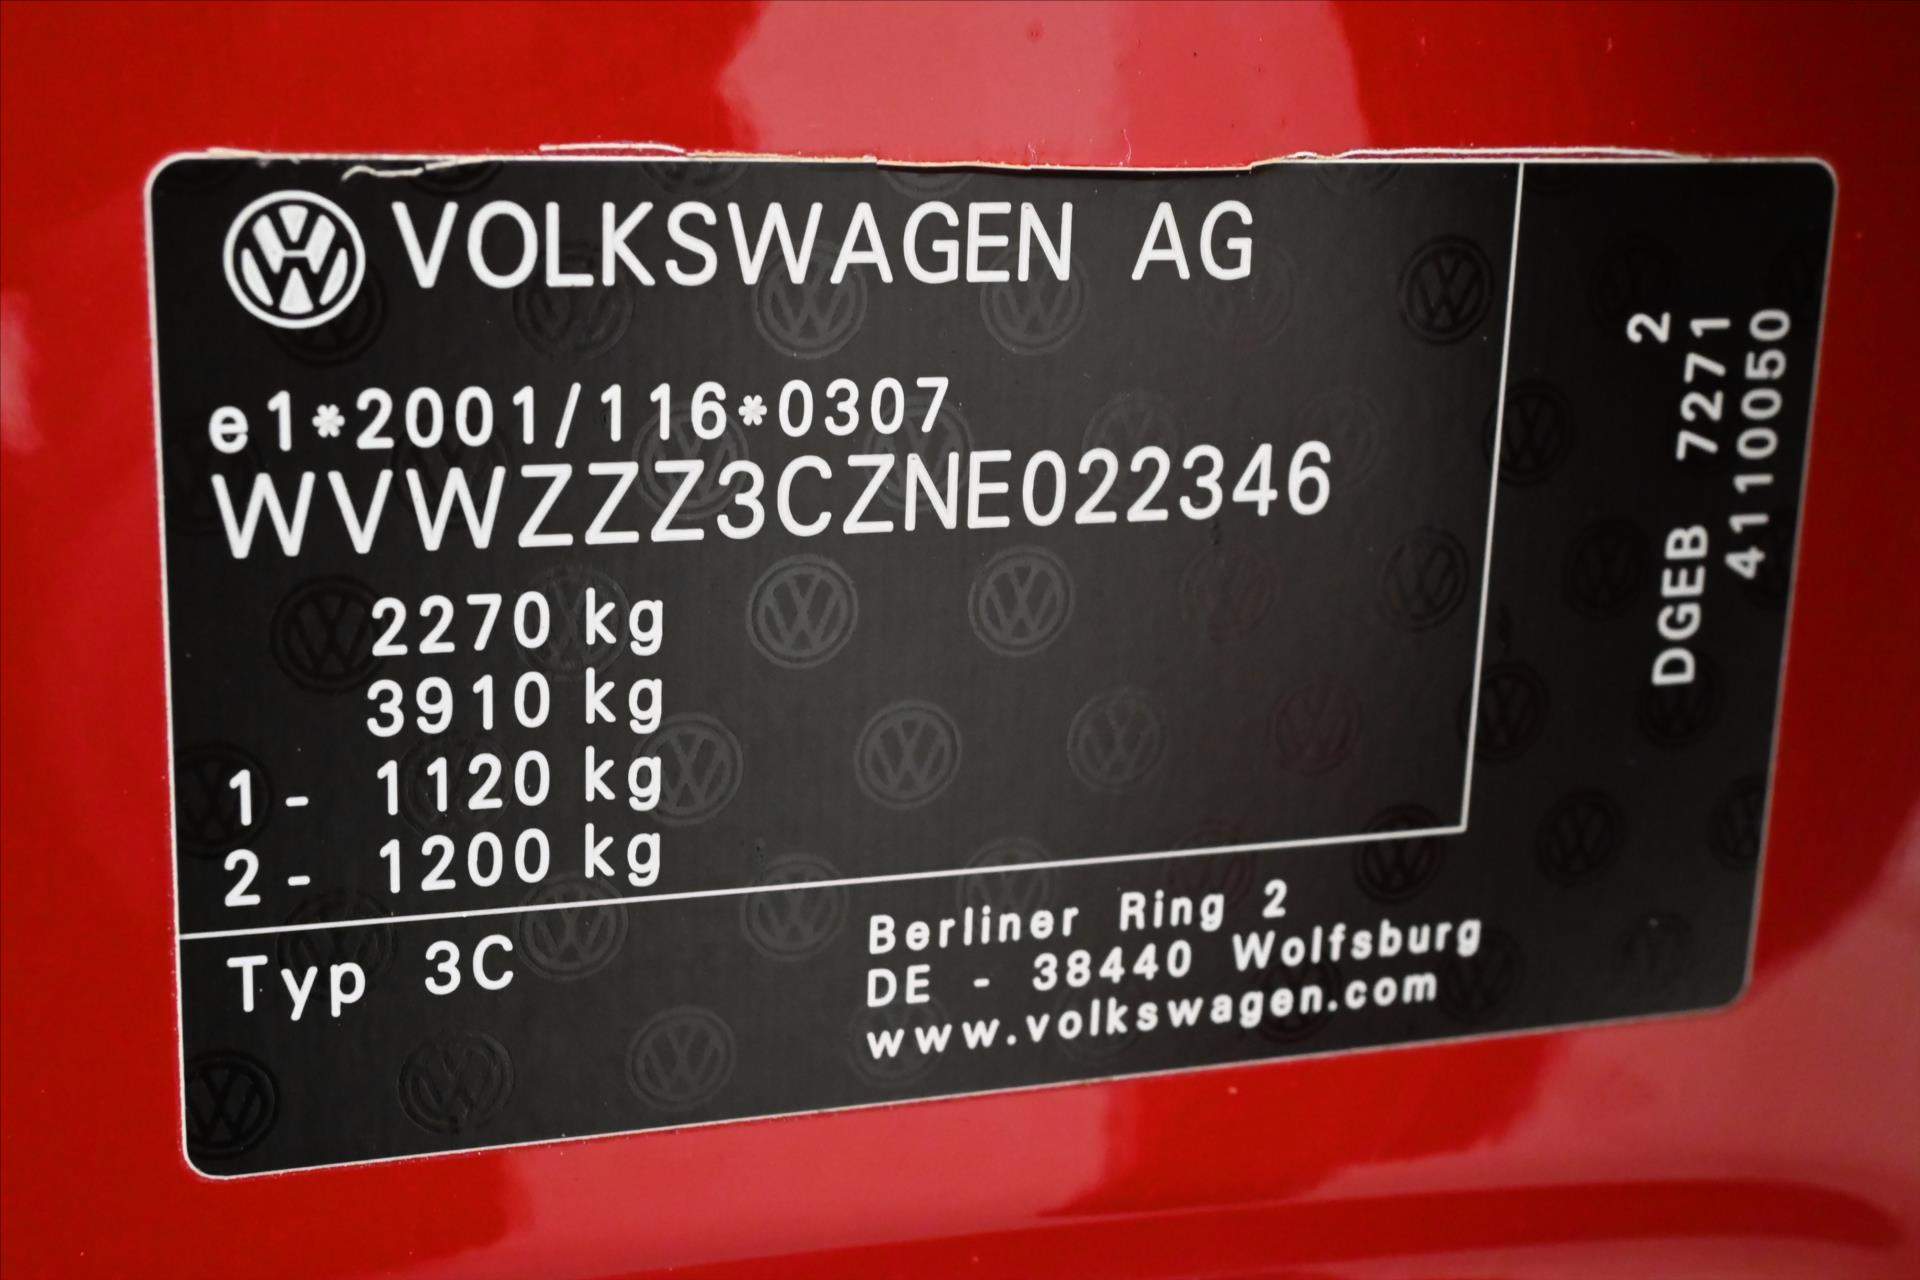 VOLKSWAGEN AG
e1*2001/116*0307
WVWZZZ3CZNE022346
2270 kg
3910 kg
1 - 1120 kg
2 - 1200 kg
Typ 3C
Berliner Ring 2
DE - 38440 Wolfsburg
www.volkswagen.com
2
DGEB 7271
4110050